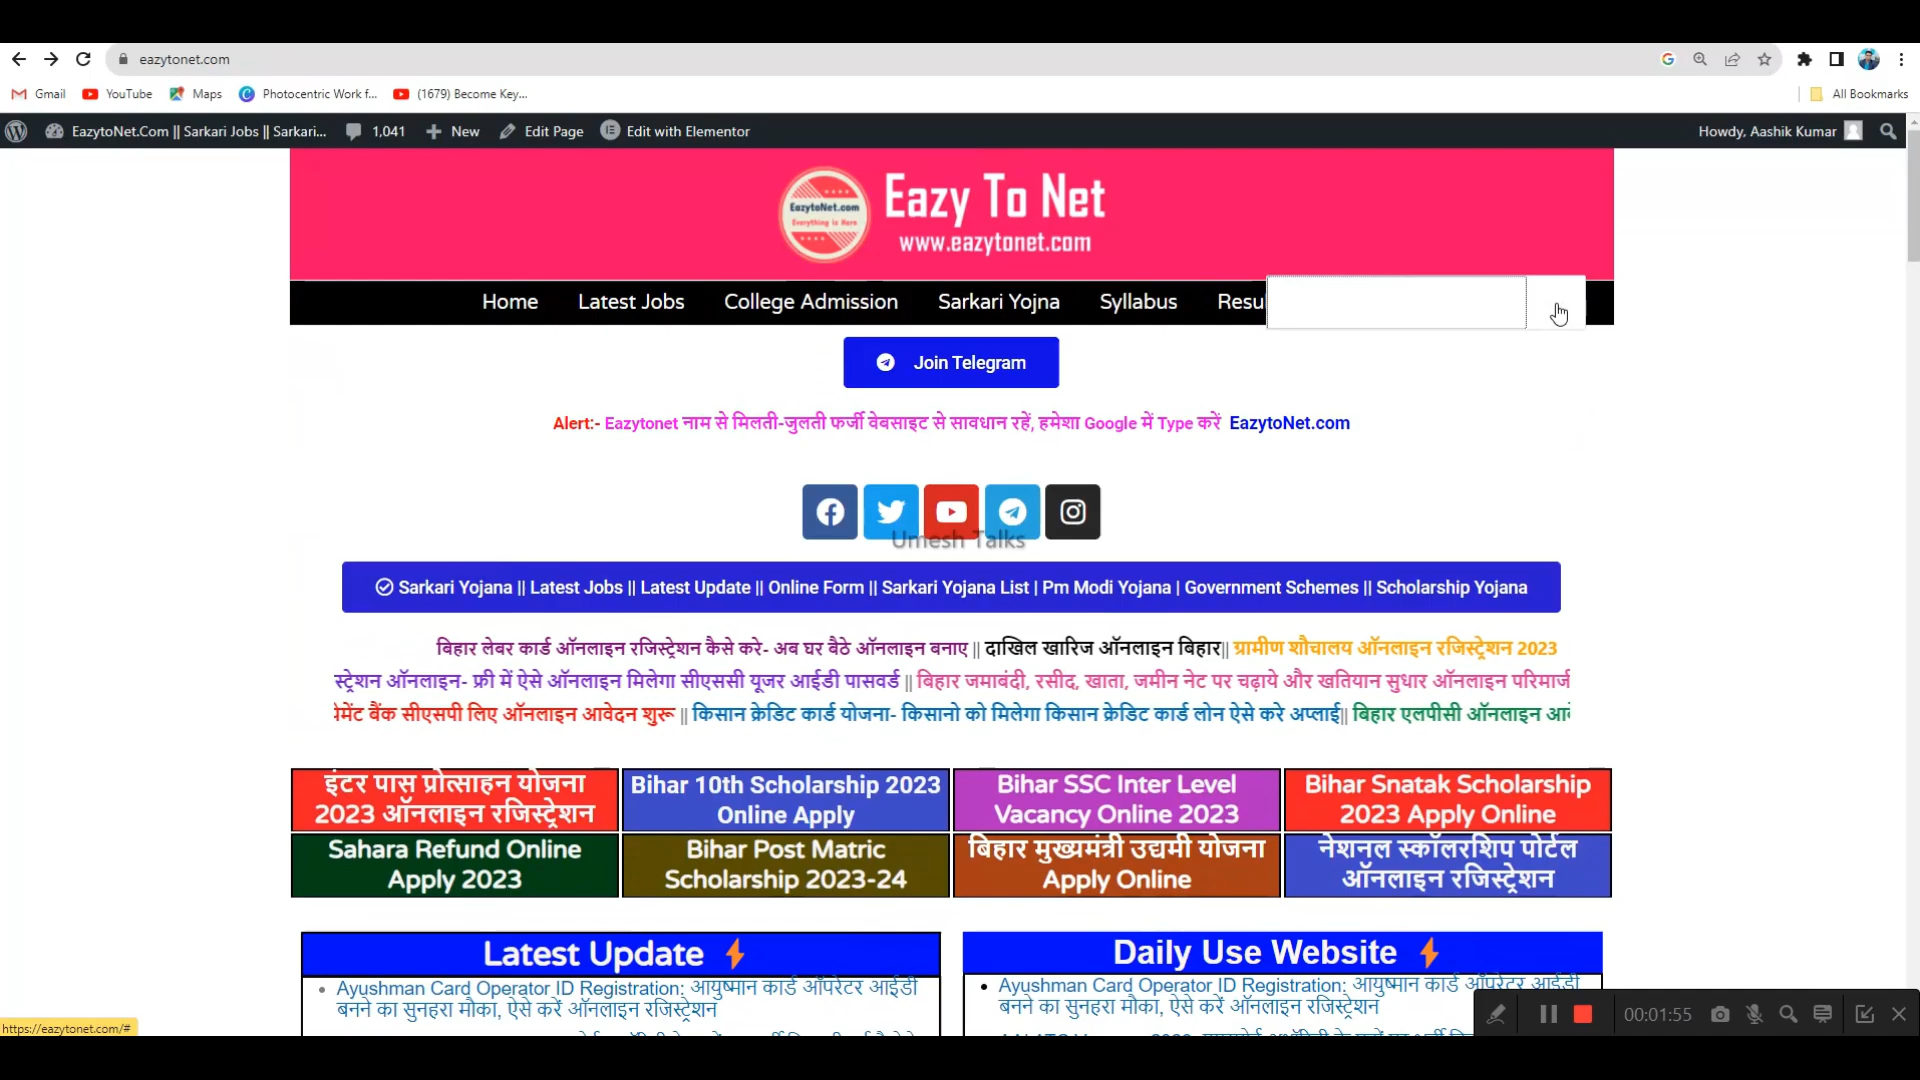 eazytonet.com
Gmail YouTube Maps Photocentric Work f... (1679) Become Key... All Bookmarks
EazytoNet.Com || Sarkari Jobs || Sarkari... 1,041 New Edit Page Edit with Elementor Howdy, Aashik Kumar
EazytoNet.com
Everything is Here
Eazy To Net
www.eazytonet.com
Home Latest Jobs College Admission Sarkari Yojna Syllabus Resu
Join Telegram
Alert:- Eazytonet नाम से मिलती-जुलती फर्जी वेबसाइट से सावधान रहें, हमेशा Google में Type करें EazytoNet.com
Umesh Talks
Sarkari Yojana || Latest Jobs || Latest Update || Online Form || Sarkari Yojana List | Pm Modi Yojana | Government Schemes || Scholarship Yojana
बिहार लेबर कार्ड ऑनलाइन रजिस्ट्रेशन कैसे करे- अब घर बैठे ऑनलाइन बनाए || दाखिल खारिज ऑनलाइन बिहार|| ग्रामीण शौचालय ऑनलाइन रजिस्ट्रेशन 2023
स्ट्रेशन ऑनलाइन- फ्री में ऐसे ऑनलाइन मिलेगा सीएससी यूजर आईडी पासवर्ड || बिहार जमाबंदी, रसीद, खाता, जमीन नेट पर चढ़ाये और खतियान सुधार ऑनलाइन परिमार्ज
मेंट बैंक सीएसपी लिए ऑनलाइन आवेदन शुरू || किसान क्रेडिट कार्ड योजना- किसानो को मिलेगा किसान क्रेडिट कार्ड लोन ऐसे करे अप्लाई|| बिहार एलपीसी ऑनलाइन आवे
इंटर पास प्रोत्साहन योजना
2023 ऑनलाइन रजिस्ट्रेशन
Bihar 10th Scholarship 2023
Online Apply
Bihar SSC Inter Level
Vacancy Online 2023
Bihar Snatak Scholarship
2023 Apply Online
Sahara Refund Online
Apply 2023
Bihar Post Matric
Scholarship 2023-24
बिहार मुख्यमंत्री उद्यमी योजना
Apply Online
नेशनल स्कॉलरशिप पोर्टल
ऑनलाइन रजिस्ट्रेशन
Latest Update
Ayushman Card Operator ID Registration: आयुष्मान कार्ड ऑपरेटर आईडी
बनने का सुनहरा मौका, ऐसे करें ऑनलाइन रजिस्ट्रेशन
Daily Use Website
Ayushman Card Operator ID Registration: आयुष्मान कार्ड ऑपरेटर आईडी
बनने का सुनहरा मौका, ऐसे करें ऑनलाइन रजिस्ट्रेशन
https://eazytonet.com/#
00:01:55